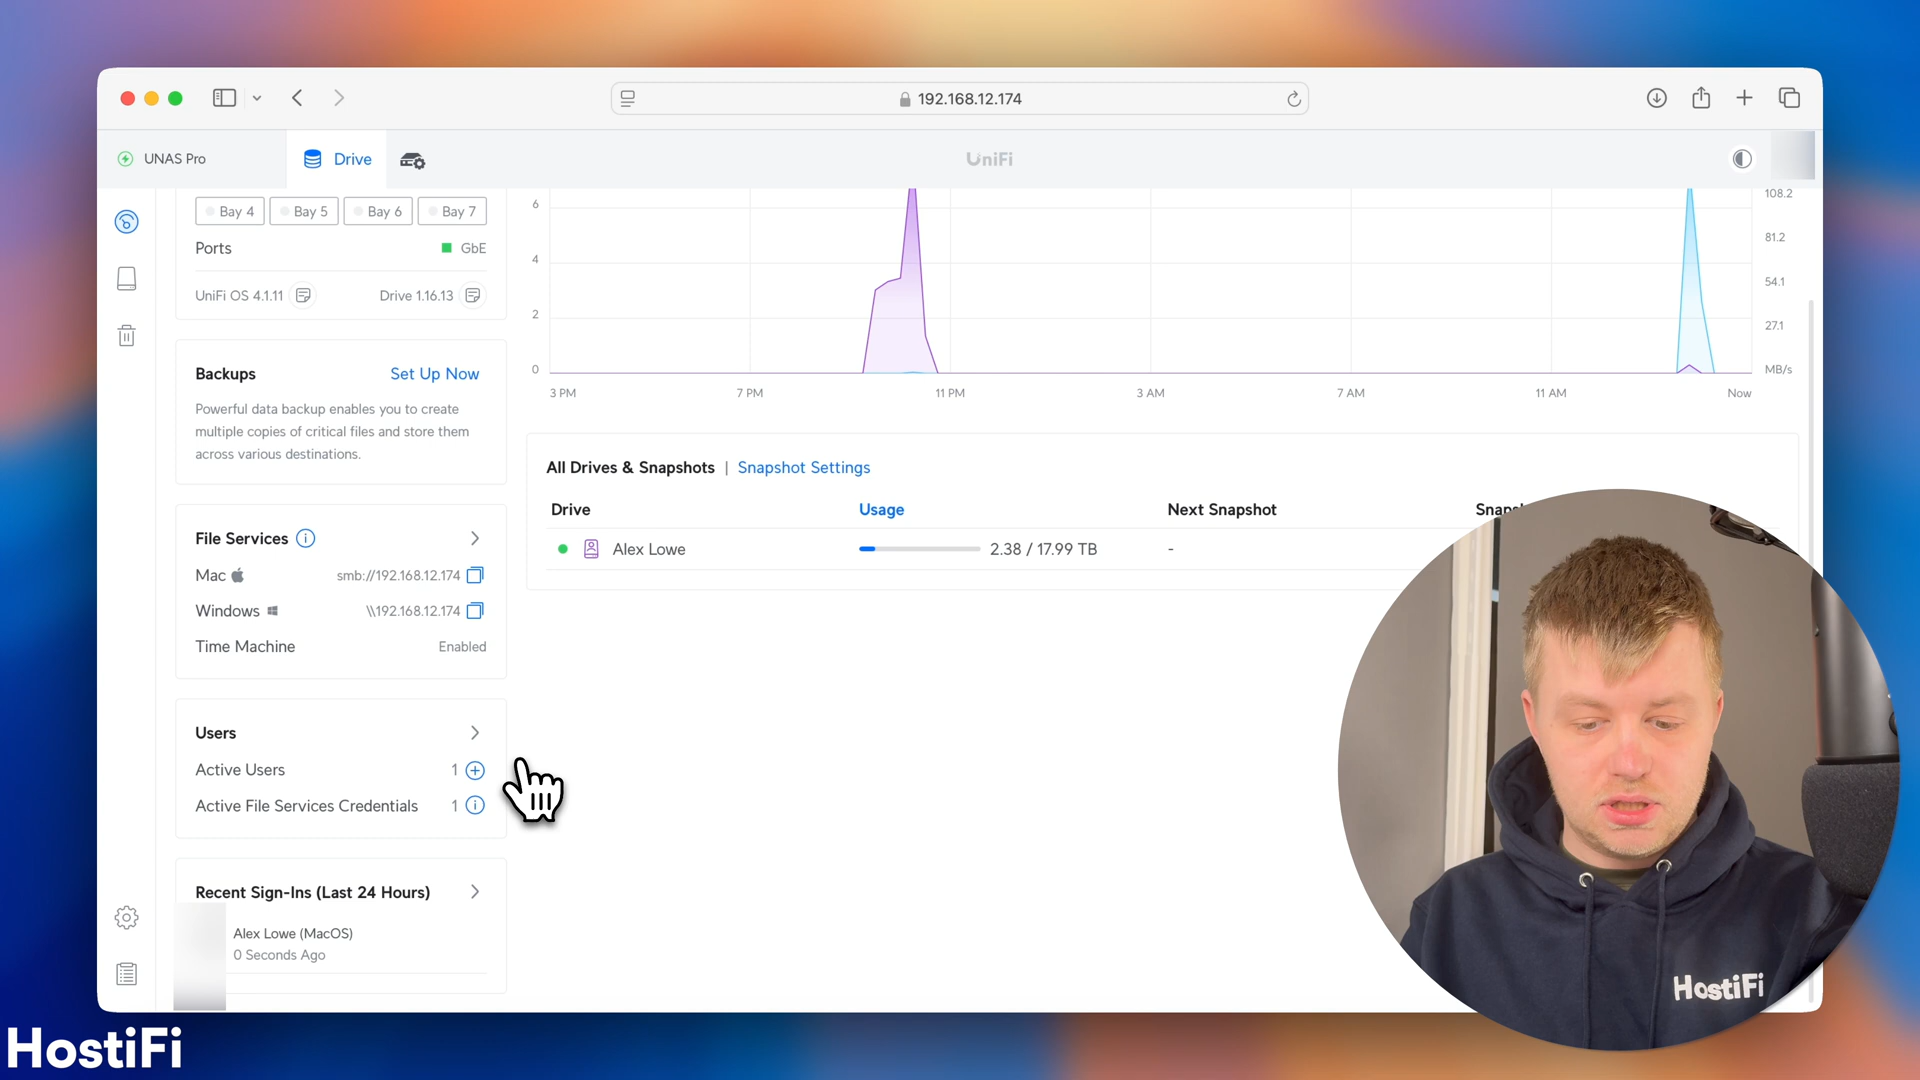 192.168.12.174
UNAS Pro
Drive
UniFi
Bay 4
Bay 5
Bay 6
Bay 7
Ports
GbE
UniFi OS 4.1.11
Drive 1.16.13
Backups
Set Up Now
Powerful data backup enables you to create
multiple copies of critical files and store them
across various destinations.
File Services
Mac
smb://192.168.12.174
Windows
\\192.168.12.174
Time Machine
Enabled
Users
Active Users
1
Active File Services Credentials
1
Recent Sign-Ins (Last 24 Hours)
Alex Lowe (MacOS)
0 Seconds Ago
6
4
2
0
108.2
81.2
54.1
27.1
MB/s
3 PM
7 PM
11 PM
3 AM
7 AM
11 AM
Now
All Drives & Snapshots | Snapshot Settings
Drive
Usage
Next Snapshot
Alex Lowe
2.38 / 17.99 TB
-
HostiFi
HostiFi